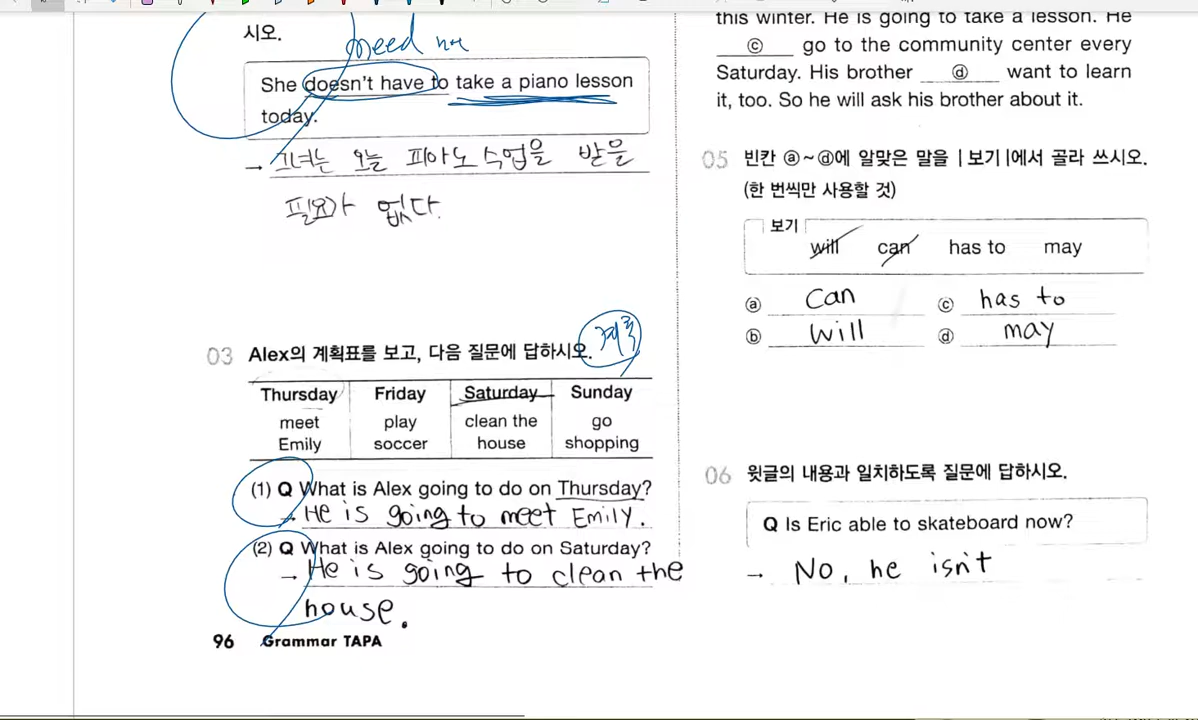 시오.
need not
She doesn't have to take a piano lesson
today.
→ 그녀는 오늘 피아노 수업을 받을
필요가 없다.
03 Alex의 계획표를 보고, 다음 질문에 답하시오.
계획
Thursday Friday Saturday Sunday
meet play clean the go
Emily soccer house shopping
(1) Q What is Alex going to do on Thursday?
→ He is going to meet Emily.
(2) Q What is Alex going to do on Saturday?
→ He is going to clean the
house.
96 Grammar TAPA
this winter. He is going to take a lesson. He
ⓒ go to the community center every
Saturday. His brother ⓓ want to learn
it, too. So he will ask his brother about it.
05 빈칸 ⓐ~ⓓ에 알맞은 말을 |보기|에서 골라 쓰시오.
(한 번씩만 사용할 것)
보기
will can has to may
ⓐ can ⓒ has to
ⓑ will ⓓ may
06 윗글의 내용과 일치하도록 질문에 답하시오.
Q Is Eric able to skateboard now?
→ No, he isn't